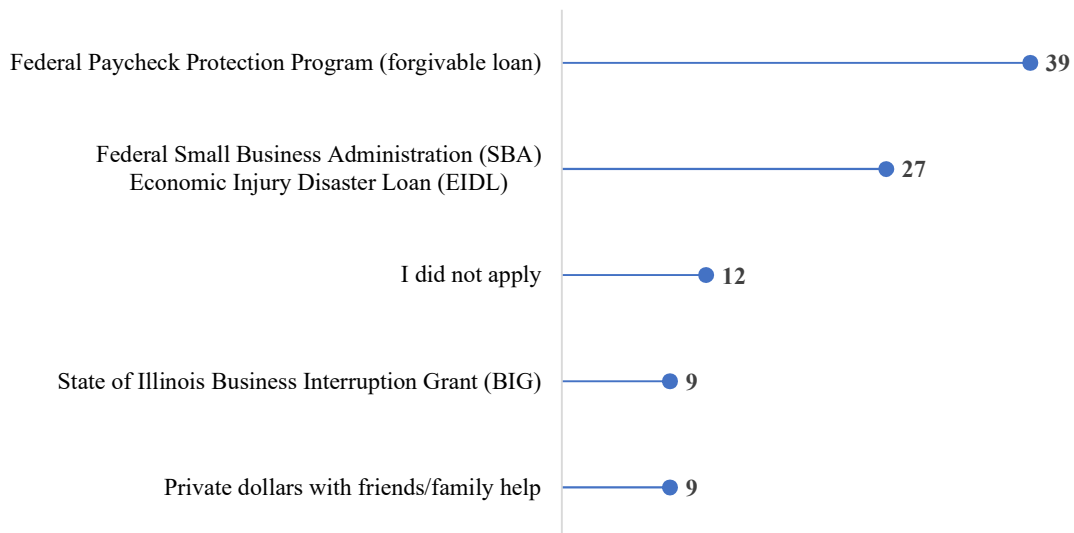 Federal Paycheck Protection Program (forgivable loan)
39
Federal Small Business Administration (SBA)
Economic Injury Disaster Loan (EIDL)
27
I did not apply
12
State of Illinois Business Interruption Grant (BIG)
9
Private dollars with friends/family help
9